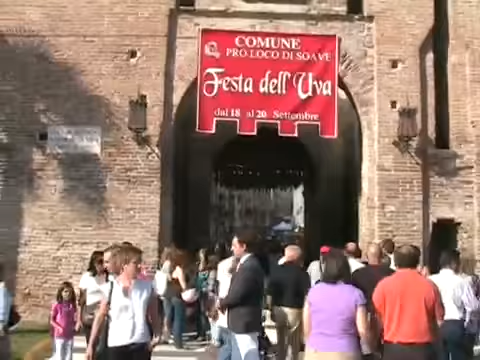 COMUNE
PRO LOCO DI SOAVE
Festa dell'Uva
dal 18 al 20 Settembre